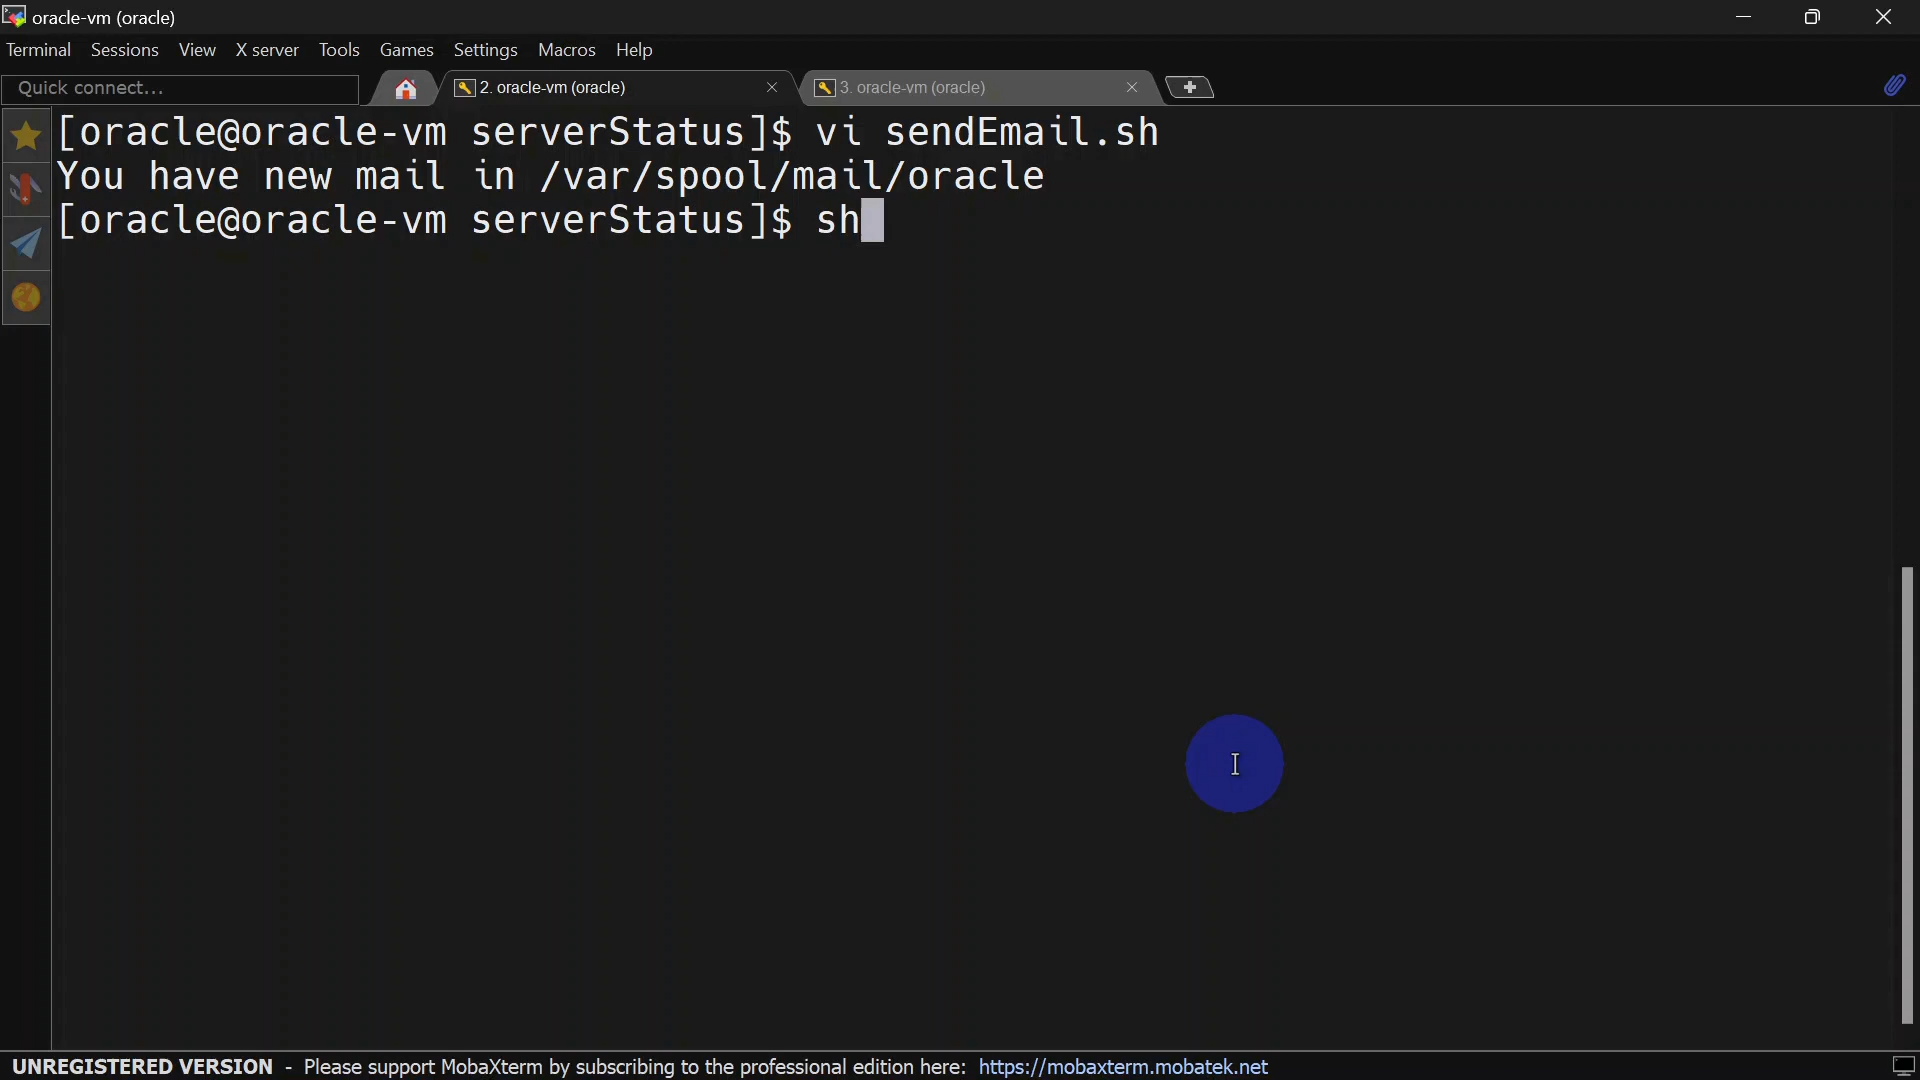 oracle-vm (oracle)
Terminal Sessions View X server Tools Games Settings Macros Help
Quick connect... 2. oracle-vm (oracle) 3. oracle-vm (oracle)
[oracle@oracle-vm serverStatus]$ vi sendEmail.sh
You have new mail in /var/spool/mail/oracle
[oracle@oracle-vm serverStatus]$ sh
UNREGISTERED VERSION - Please support MobaXterm by subscribing to the professional edition here: https://mobaxterm.mobatek.net